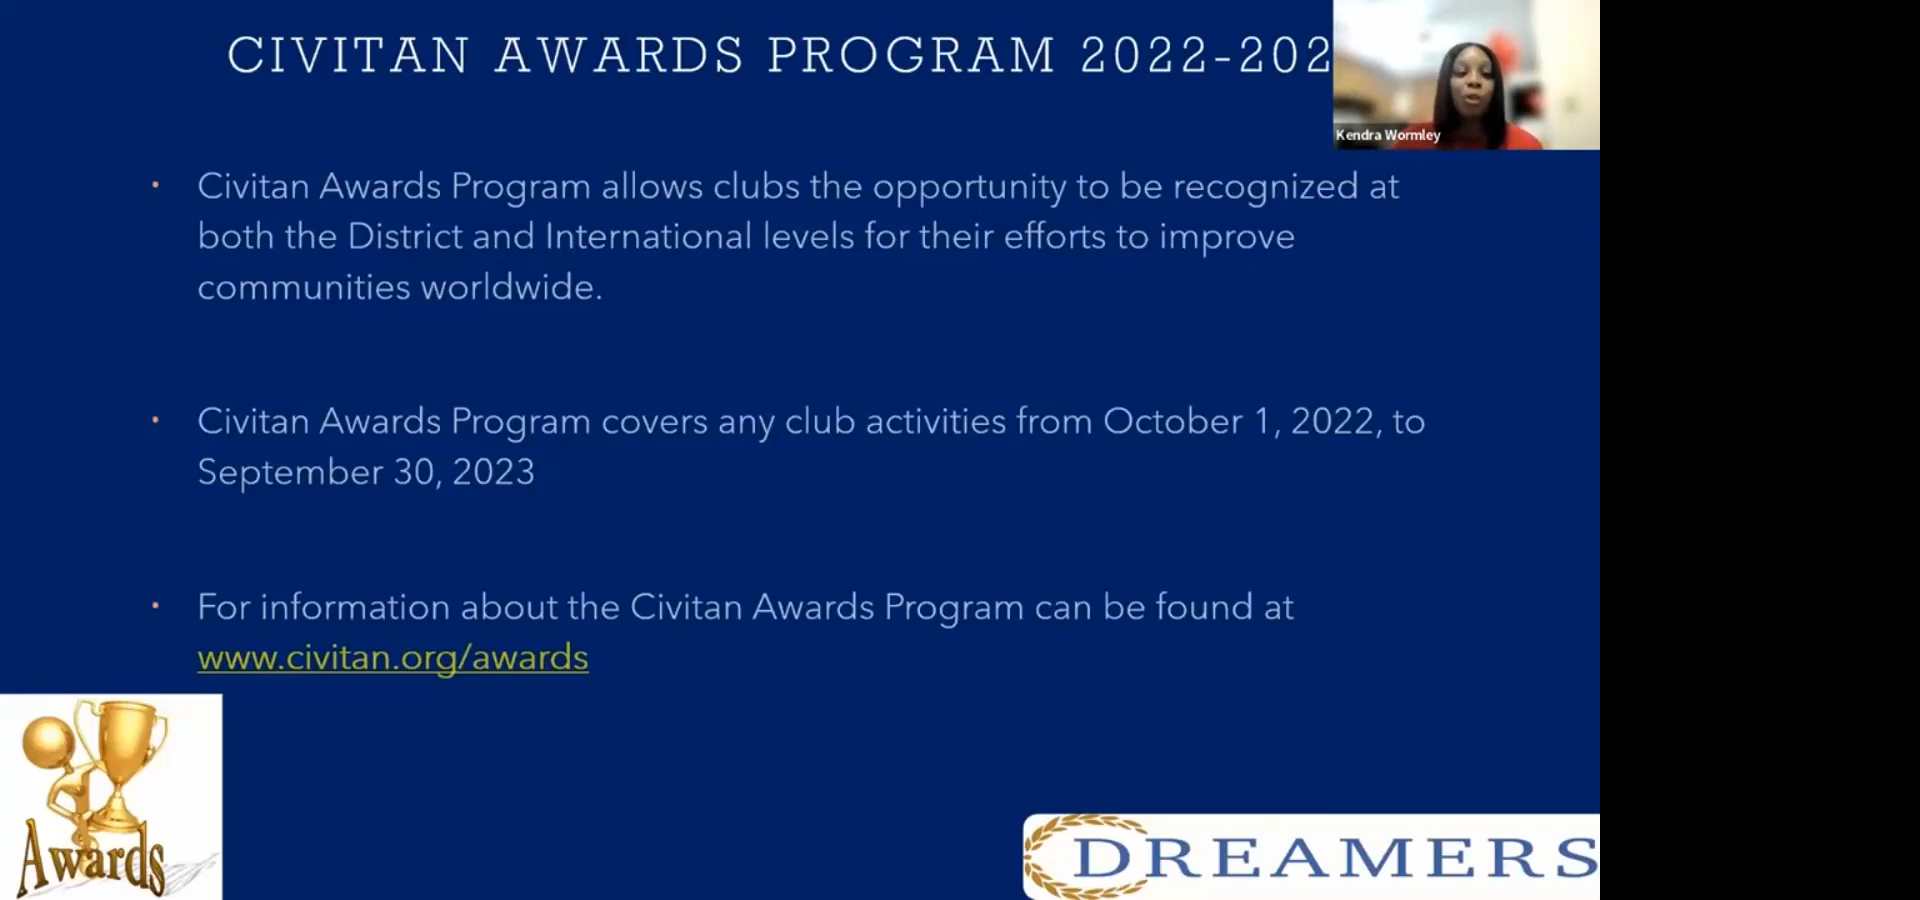 CIVITAN AWARDS PROGRAM 2022-202
Kendra Wormley
• Civitan Awards Program allows clubs the opportunity to be recognized at
both the District and International levels for their efforts to improve
communities worldwide.
• Civitan Awards Program covers any club activities from October 1, 2022, to
September 30, 2023
• For information about the Civitan Awards Program can be found at
www.civitan.org/awards
Awards
DREAMERS